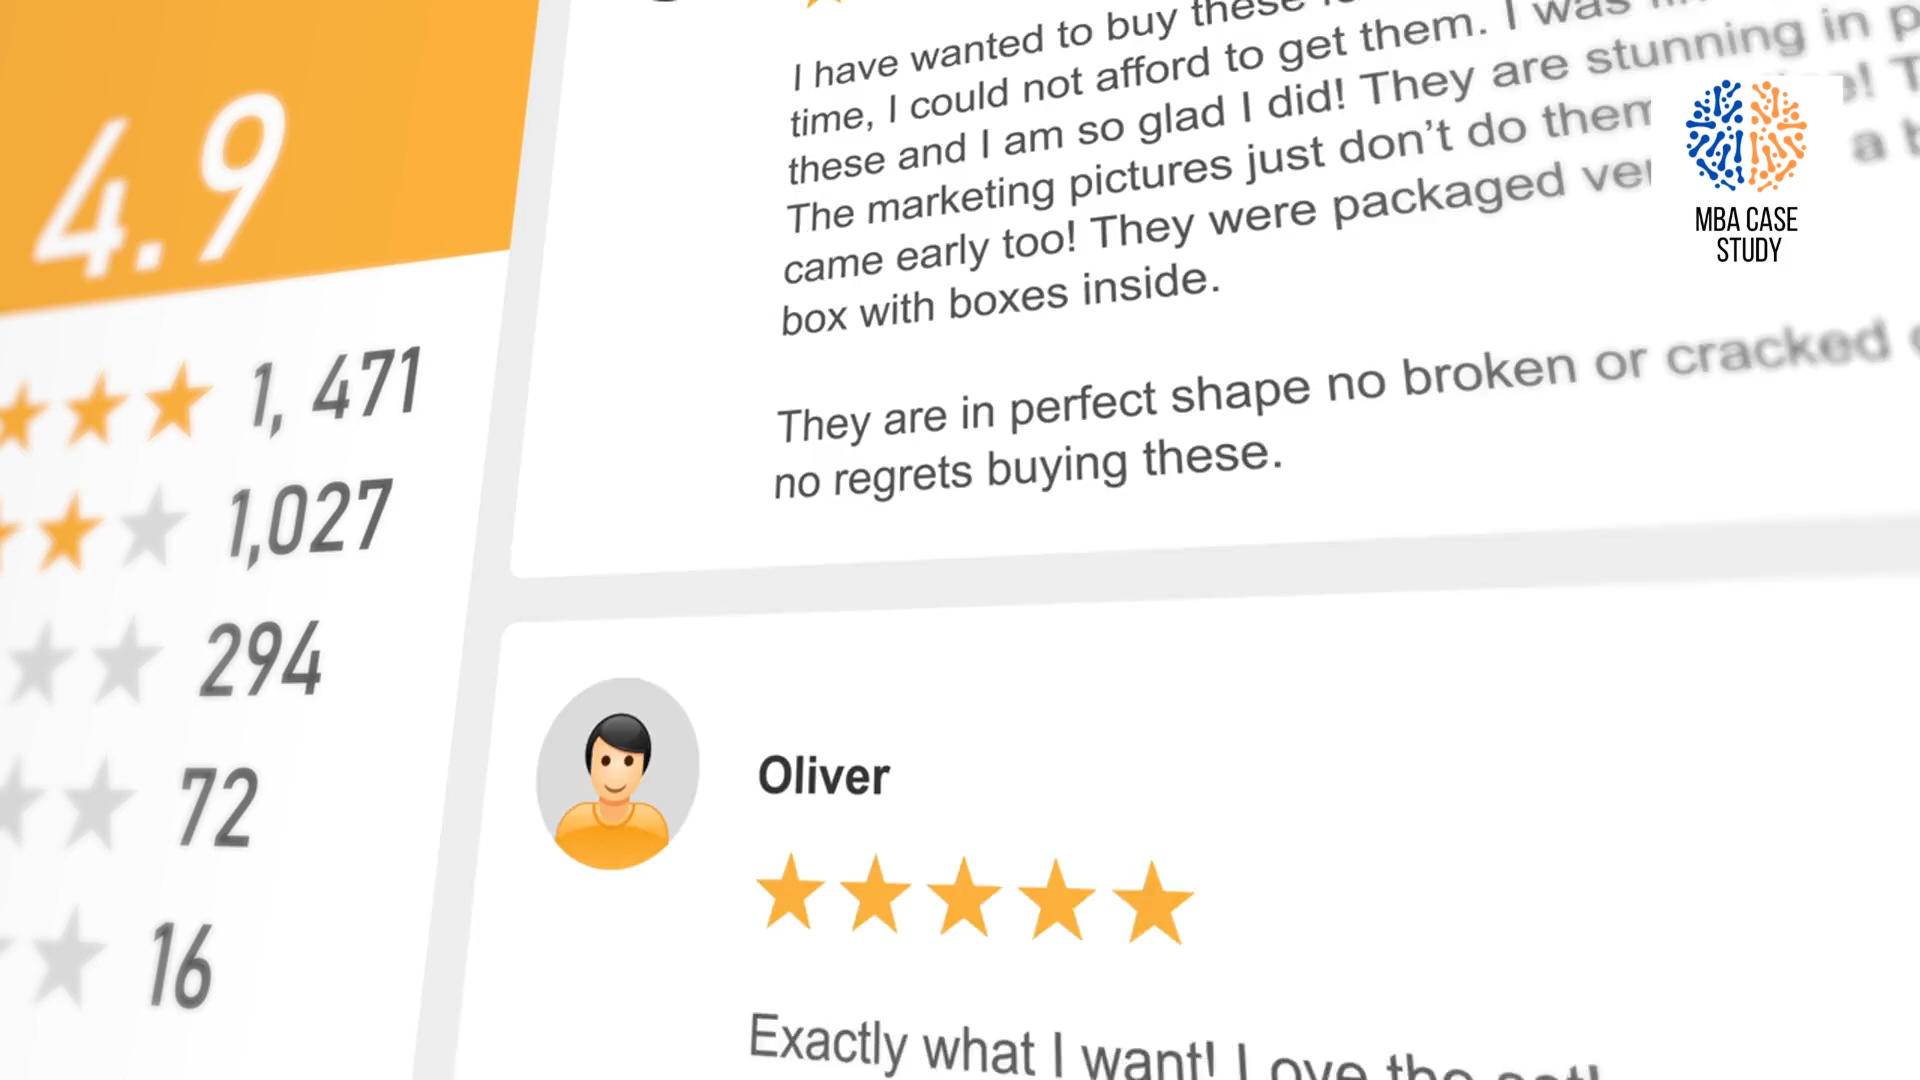 4.9
1, 471
1,027
294
72
16
I have wanted to buy these
time, I could not afford to get them. I was
these and I am so glad I did! They are stunning in
The marketing pictures just don't do them
came early too! They were packaged a
box with boxes inside.
They are in perfect shape no broken or cracked
no regrets buying these.
Oliver
Exactly what I want! Love the set!
MBA CASE
STUDY